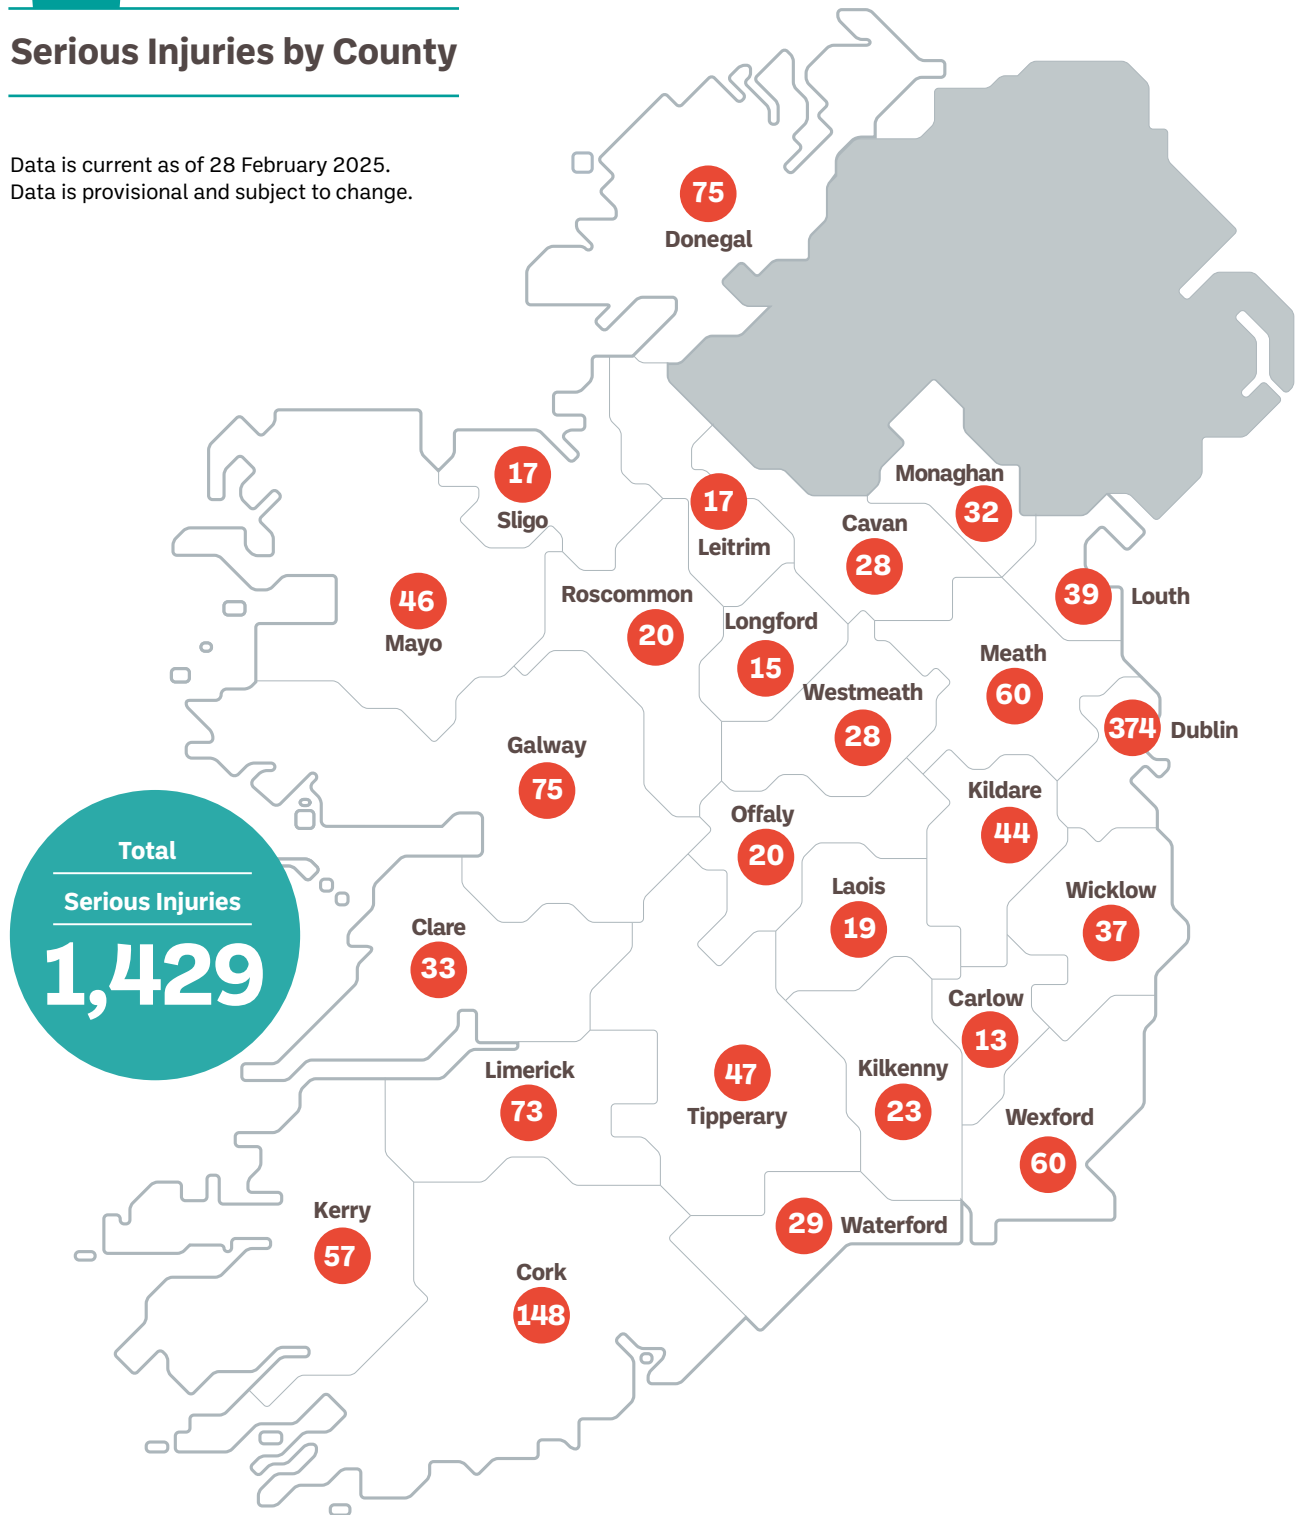 Serious Injuries by County
Data is current as of 28 February 2025.
Data is provisional and subject to change.
75
Donegal
17
Sligo
17
Leitrim
Monaghan
32
Cavan
28
46
Mayo
Roscommon
20
39 Louth
Longford
15
Meath
60
Westmeath
28
374 Dublin
Galway
75
Kildare
44
Offaly
20
Total
Serious Injuries
1,429
Laois
19
Wicklow
37
Clare
33
Carlow
13
Limerick
73
47
Tipperary
Kilkenny
23
Wexford
60
Kerry
57
29 Waterford
Cork
148